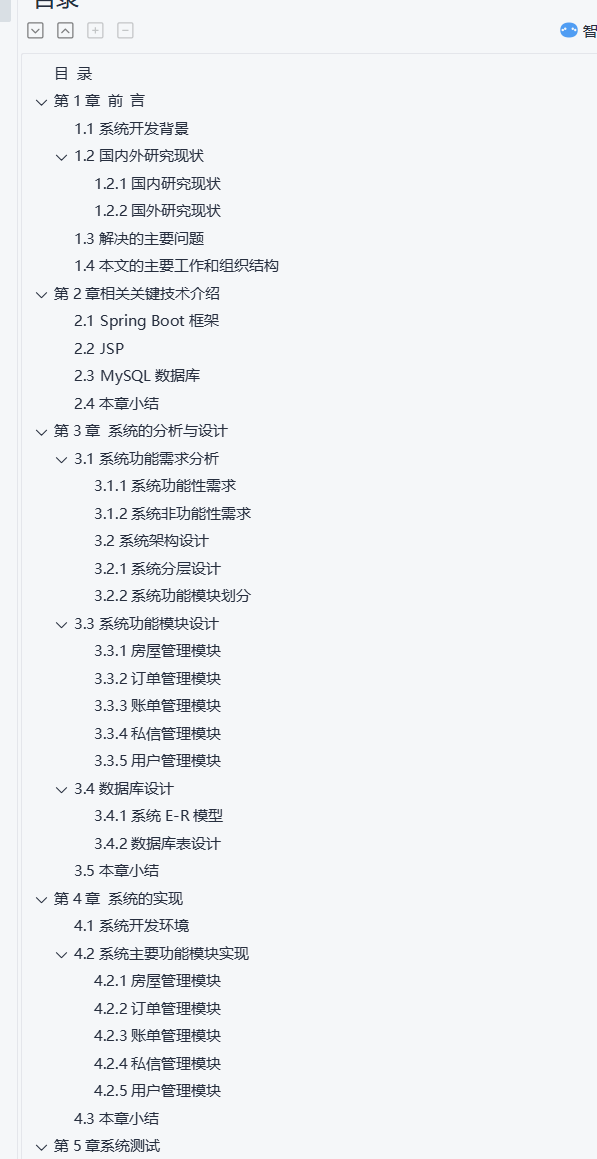 目录
智
目 录
第 1 章 前 言
1.1 系统开发背景
1.2 国内外研究现状
1.2.1 国内研究现状
1.2.2 国外研究现状
1.3 解决的主要问题
1.4 本文的主要工作和组织结构
第 2 章相关关键技术介绍
2.1 Spring Boot 框架
2.2 JSP
2.3 MySQL 数据库
2.4 本章小结
第 3 章 系统的分析与设计
3.1 系统功能需求分析
3.1.1 系统功能性需求
3.1.2 系统非功能性需求
3.2 系统架构设计
3.2.1 系统分层设计
3.2.2 系统功能模块划分
3.3 系统功能模块设计
3.3.1 房屋管理模块
3.3.2 订单管理模块
3.3.3 账单管理模块
3.3.4 私信管理模块
3.3.5 用户管理模块
3.4 数据库设计
3.4.1 系统 E-R 模型
3.4.2 数据库表设计
3.5 本章小结
第 4 章 系统的实现
4.1 系统开发环境
4.2 系统主要功能模块实现
4.2.1 房屋管理模块
4.2.2 订单管理模块
4.2.3 账单管理模块
4.2.4 私信管理模块
4.2.5 用户管理模块
4.3 本章小结
第 5 章系统测试